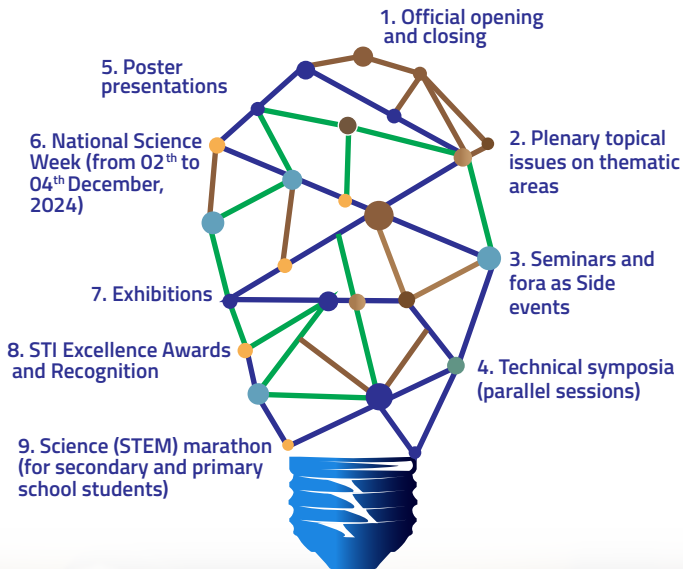 1. Official opening
and closing
2. Plenary topical
issues on thematic
areas
3. Seminars and
fora as Side
events
4. Technical symposia
(parallel sessions)
5. Poster
presentations
6. National Science
Week (from 02th to
04th December,
2024)
7. Exhibitions
8. STI Excellence Awards
and Recognition
9. Science (STEM) marathon
(for secondary and primary
school students)